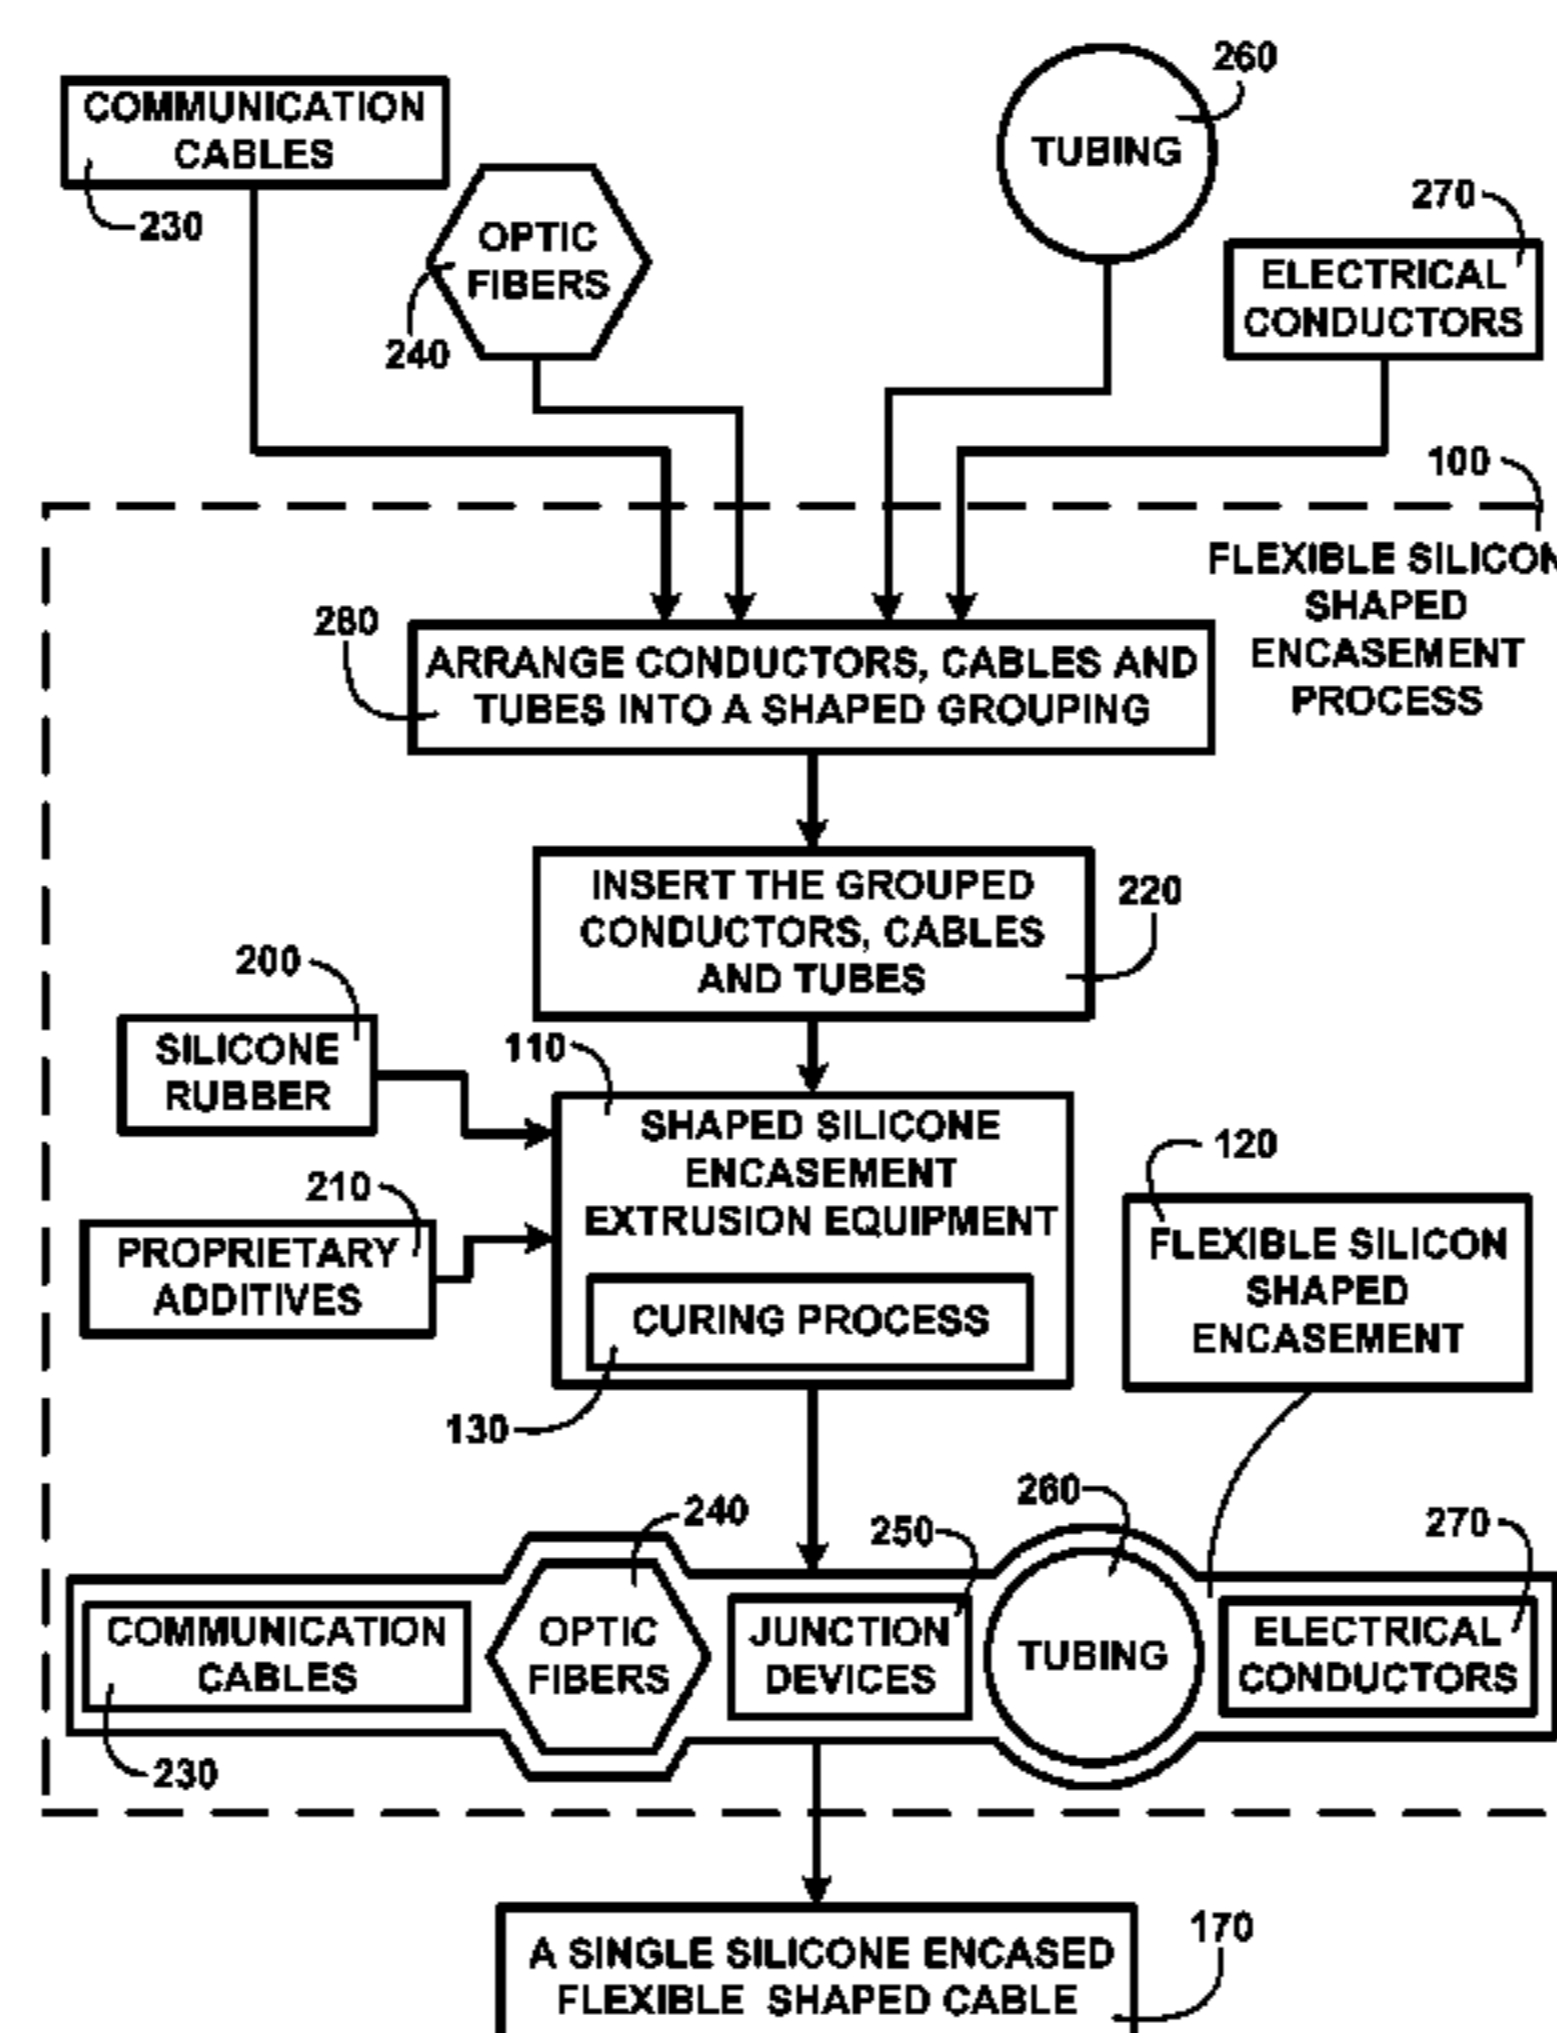 260
COMMUNICATION
CABLES
TUBING
270
230
OPTIC
FIBERS
ELECTRICAL
CONDUCTORS
240
100
FLEXIBLE SILICON
SHAPED
ENCASEMENT
PROCESS
280
ARRANGE CONDUCTORS, CABLES AND
TUBES INTO A SHAPED GROUPING
INSERT THE GROUPED
CONDUCTORS, CABLES
AND TUBES
220
200
SILICONE
RUBBER
110
SHAPED SILICONE
ENCASEMENT
EXTRUSION EQUIPMENT
120
210
PROPRIETARY
ADDITIVES
FLEXIBLE SILICON
SHAPED
ENCASEMENT
CURING PROCESS
130
240
250
260
270
COMMUNICATION
CABLES
OPTIC
FIBERS
JUNCTION
DEVICES
TUBING
ELECTRICAL
CONDUCTORS
230
170
A SINGLE SILICONE ENCASED
FLEXIBLE SHAPED CABLE